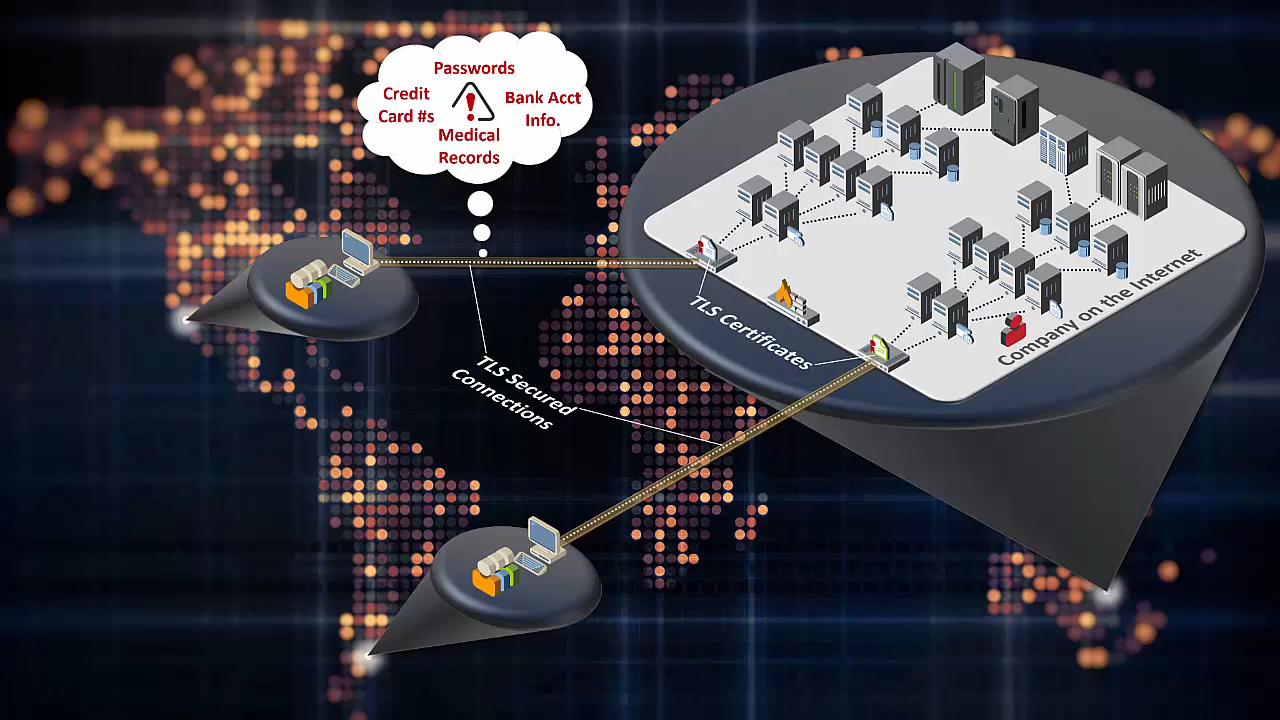 Passwords
Credit
Card #s
!
Bank Acct
Info.
Medical
Records
TLS Certificates
Company on the Internet
TLS Secured
Connections